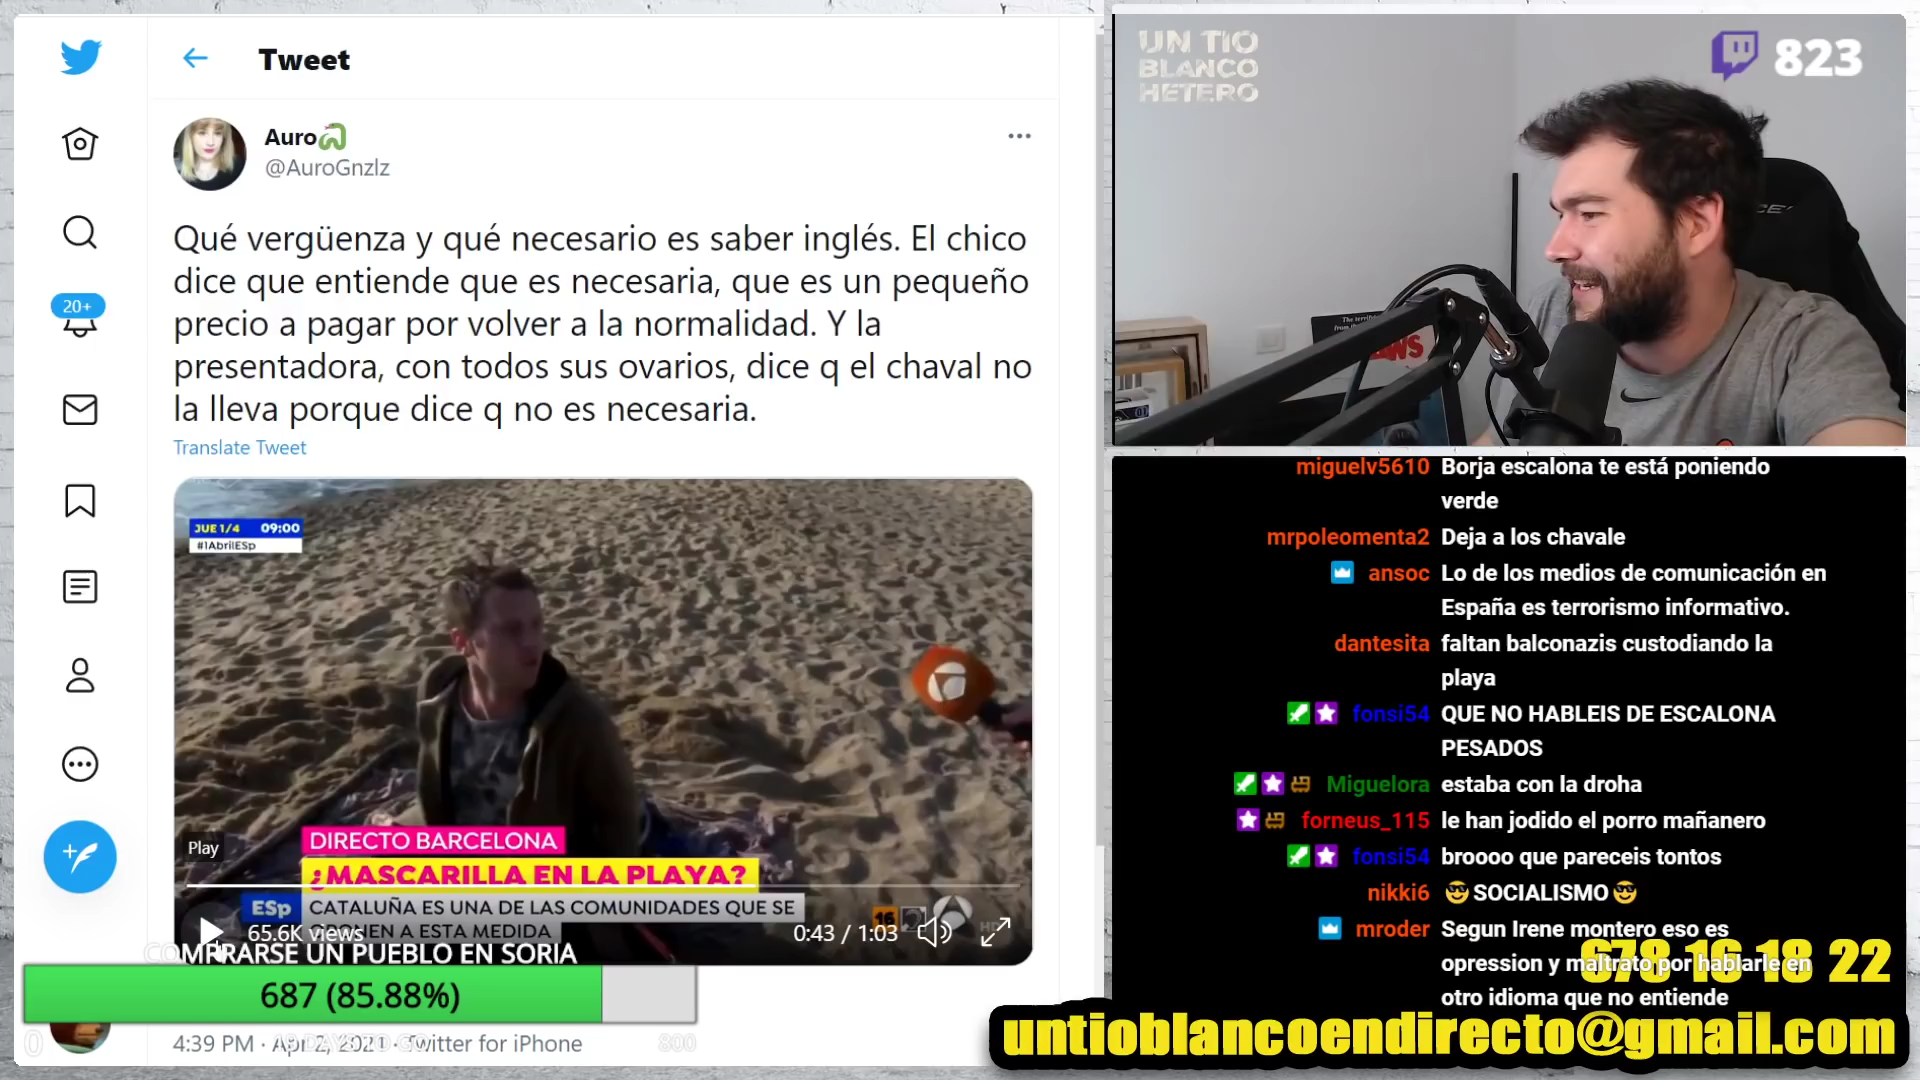 Tweet
Auro
@AuroGnzlz
Qué vergüenza y qué necesario es saber inglés. El chico
dice que entiende que es necesaria, que es un pequeño
precio a pagar por volver a la normalidad. Y la
presentadora, con todos sus ovarios, dice q el chaval no
la lleva porque dice q no es necesaria.
Translate Tweet
20+
JUE 1/4 09:00
#1AbrilESp
Play
DIRECTO BARCELONA
¿MASCARILLA EN LA PLAYA?
ESp CATALUÑA ES UNA DE LAS COMUNIDADES QUE SE
A ESTA MEDIDA
16
65.6K views
0:43 / 1:03
COMPRARSE UN PUEBLO EN SORIA
687 (85.88%)
0
800
4:39 PM · Apr 2, 2021 · Twitter for iPhone
UN TIO
BLANCO
HETERO
823
miguelv5610 Borja escalona te está poniendo
verde
mrpoleomenta2 Deja a los chavale
ansoc Lo de los medios de comunicación en
España es terrorismo informativo.
dantesita faltan balconazis custodiando la
playa
fonsi54 QUE NO HABLEIS DE ESCALONA
PESADOS
Miguelora estaba con la droha
forneus_115 le han jodido el porro mañanero
fonsi54 broooo que pareceis tontos
nikki6 😎SOCIALISMO😎
mroder Segun Irene montero eso es
opresion y maltrato por hablarle en
otro idioma que no entiende
678 16 18 22
untioblancoendirecto@gmail.com